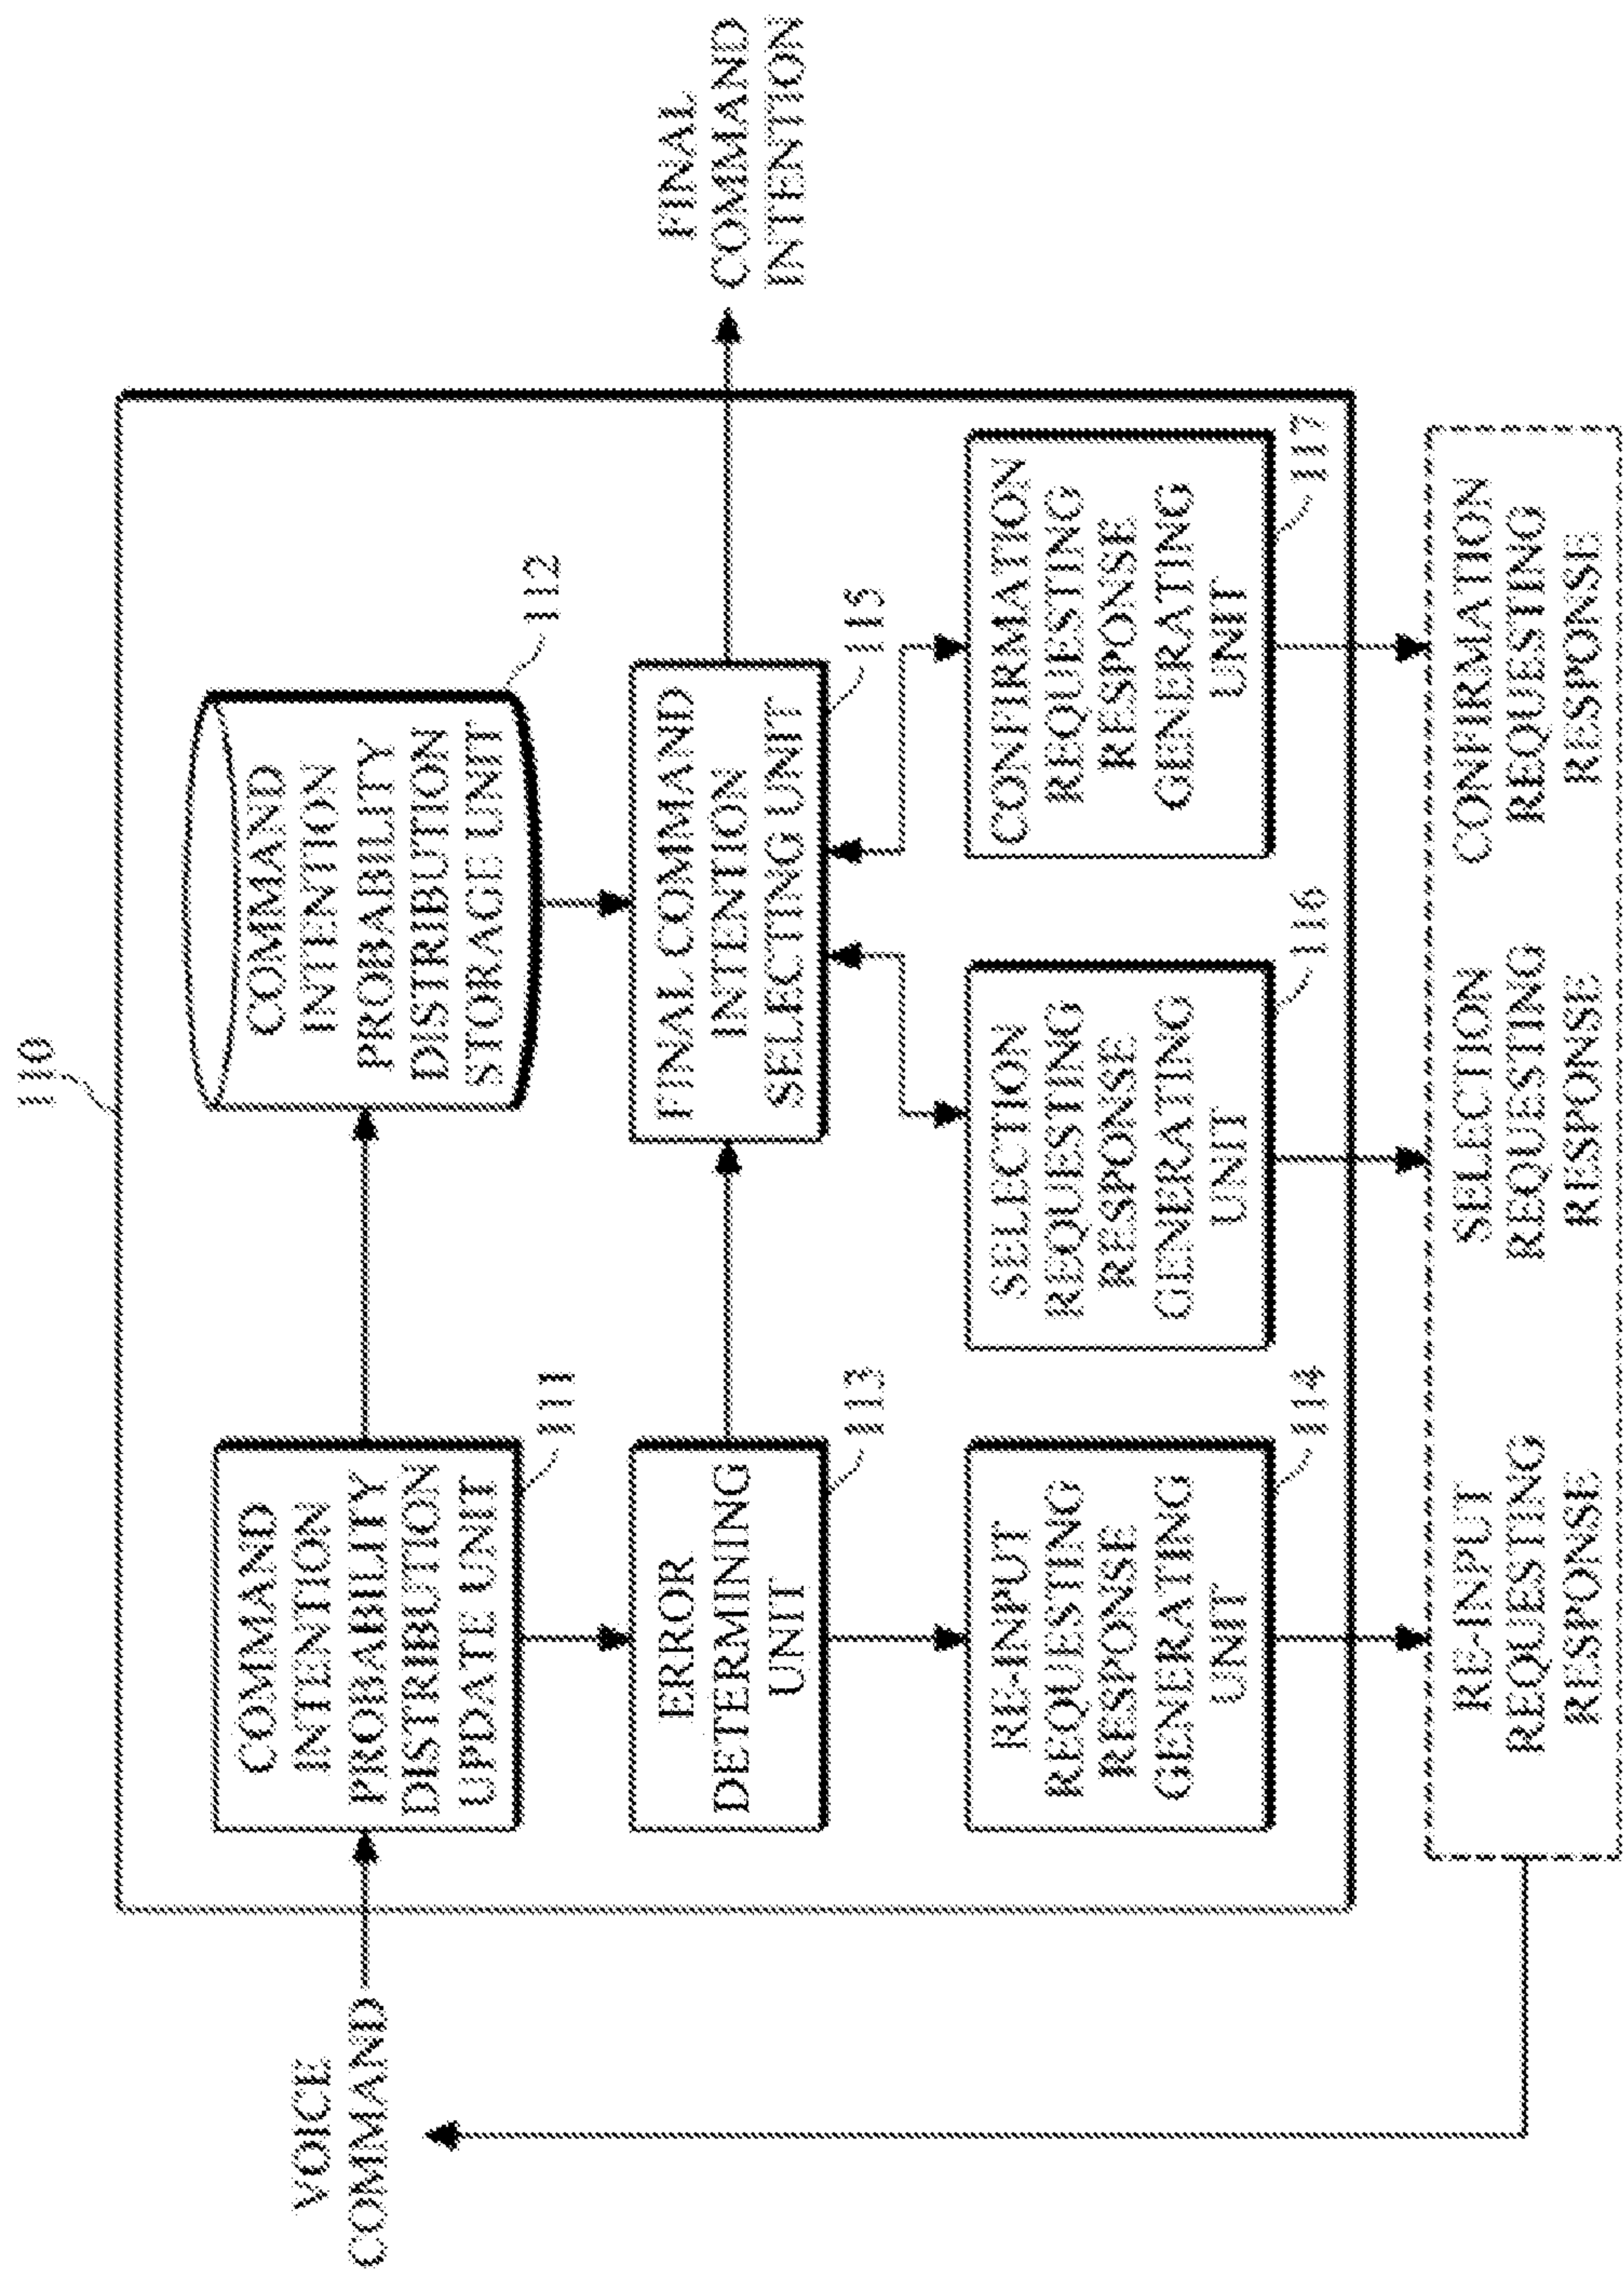 110
VOICE
COMMAND
COMMAND
INTENTION
PROBABILITY
DISTRIBUTION
UPDATE UNIT
111
COMMAND
INTENTION
PROBABILITY
DISTRIBUTION
STORAGE UNIT
112
ERROR
DETERMINING
UNIT
113
FINAL COMMAND
INTENTION
SELECTING UNIT
115
FINAL
COMMAND
INTENTION
RE-INPUT
REQUESTING
RESPONSE
GENERATING
UNIT
114
SELECTION
REQUESTING
RESPONSE
GENERATING
UNIT
116
CONFIRMATION
REQUESTING
RESPONSE
GENERATING
UNIT
117
RE-INPUT
REQUESTING
RESPONSE
SELECTION
REQUESTING
RESPONSE
CONFIRMATION
REQUESTING
RESPONSE